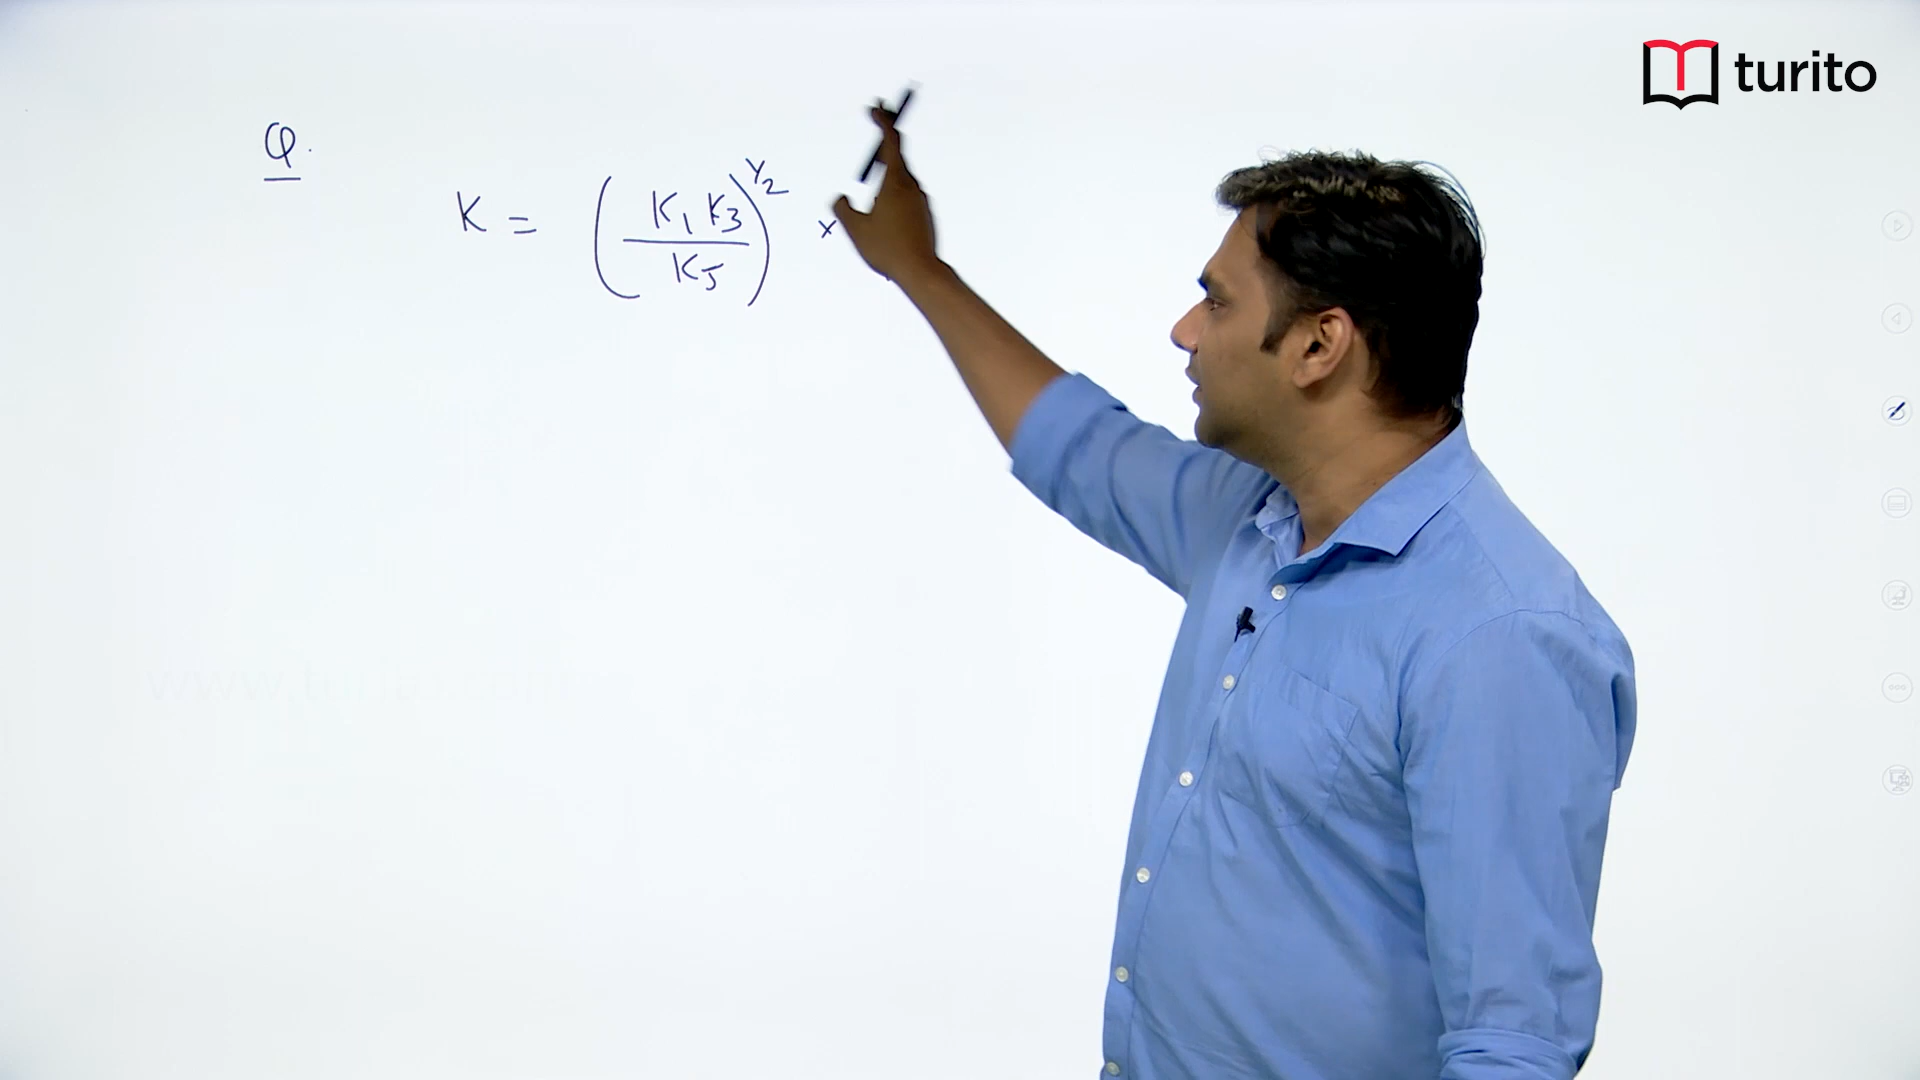 turito
Q.
K = (K₁ K₃ / K₅)^1/2 ×